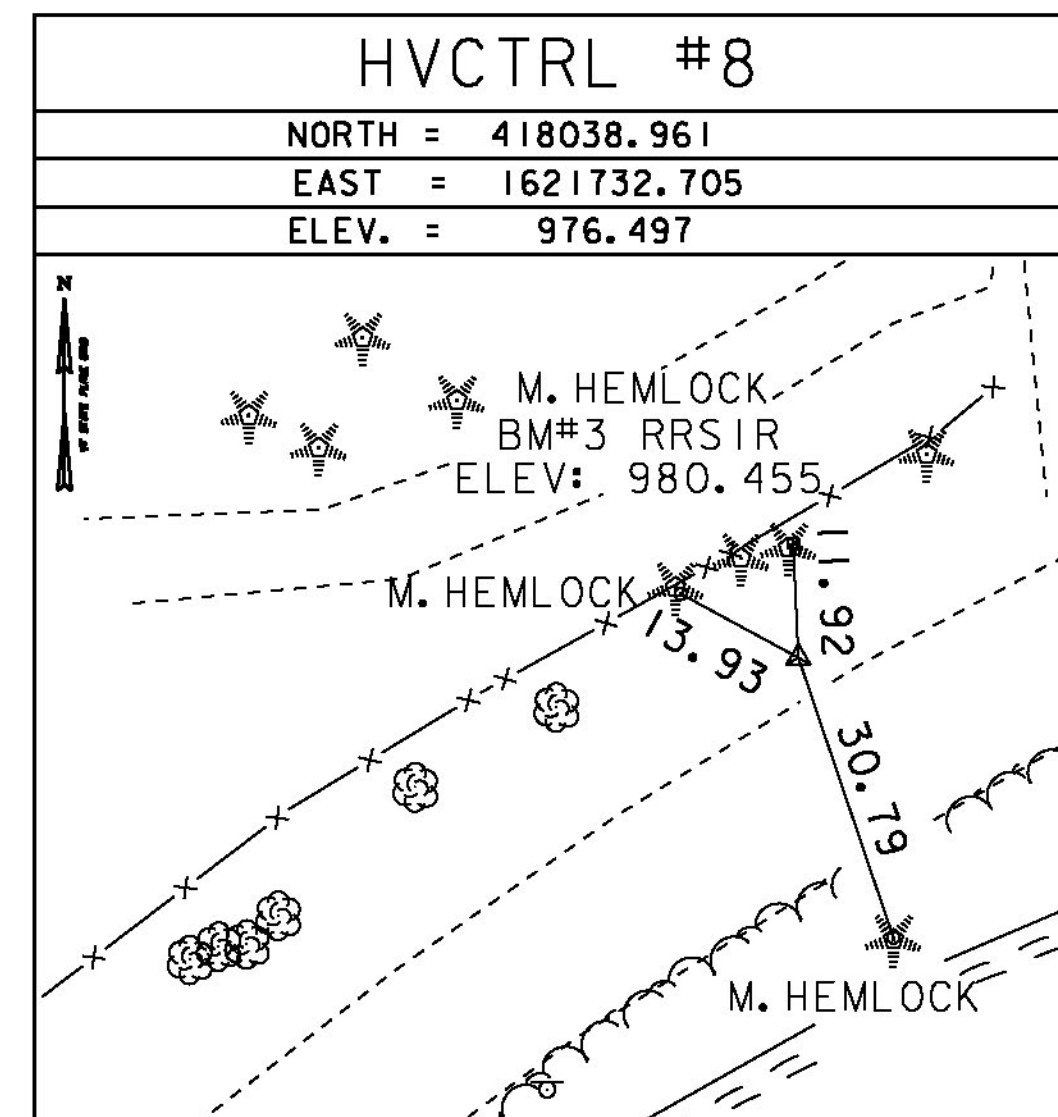 HVCTRL #8
NORTH = 418038.961
EAST = 1621732.705
ELEV. = 976.497
N
M. HEMLOCK
BM#3 RRSIR
ELEV: 980.455
11.92
M. HEMLOCK
13.93
30.79
M. HEMLOCK